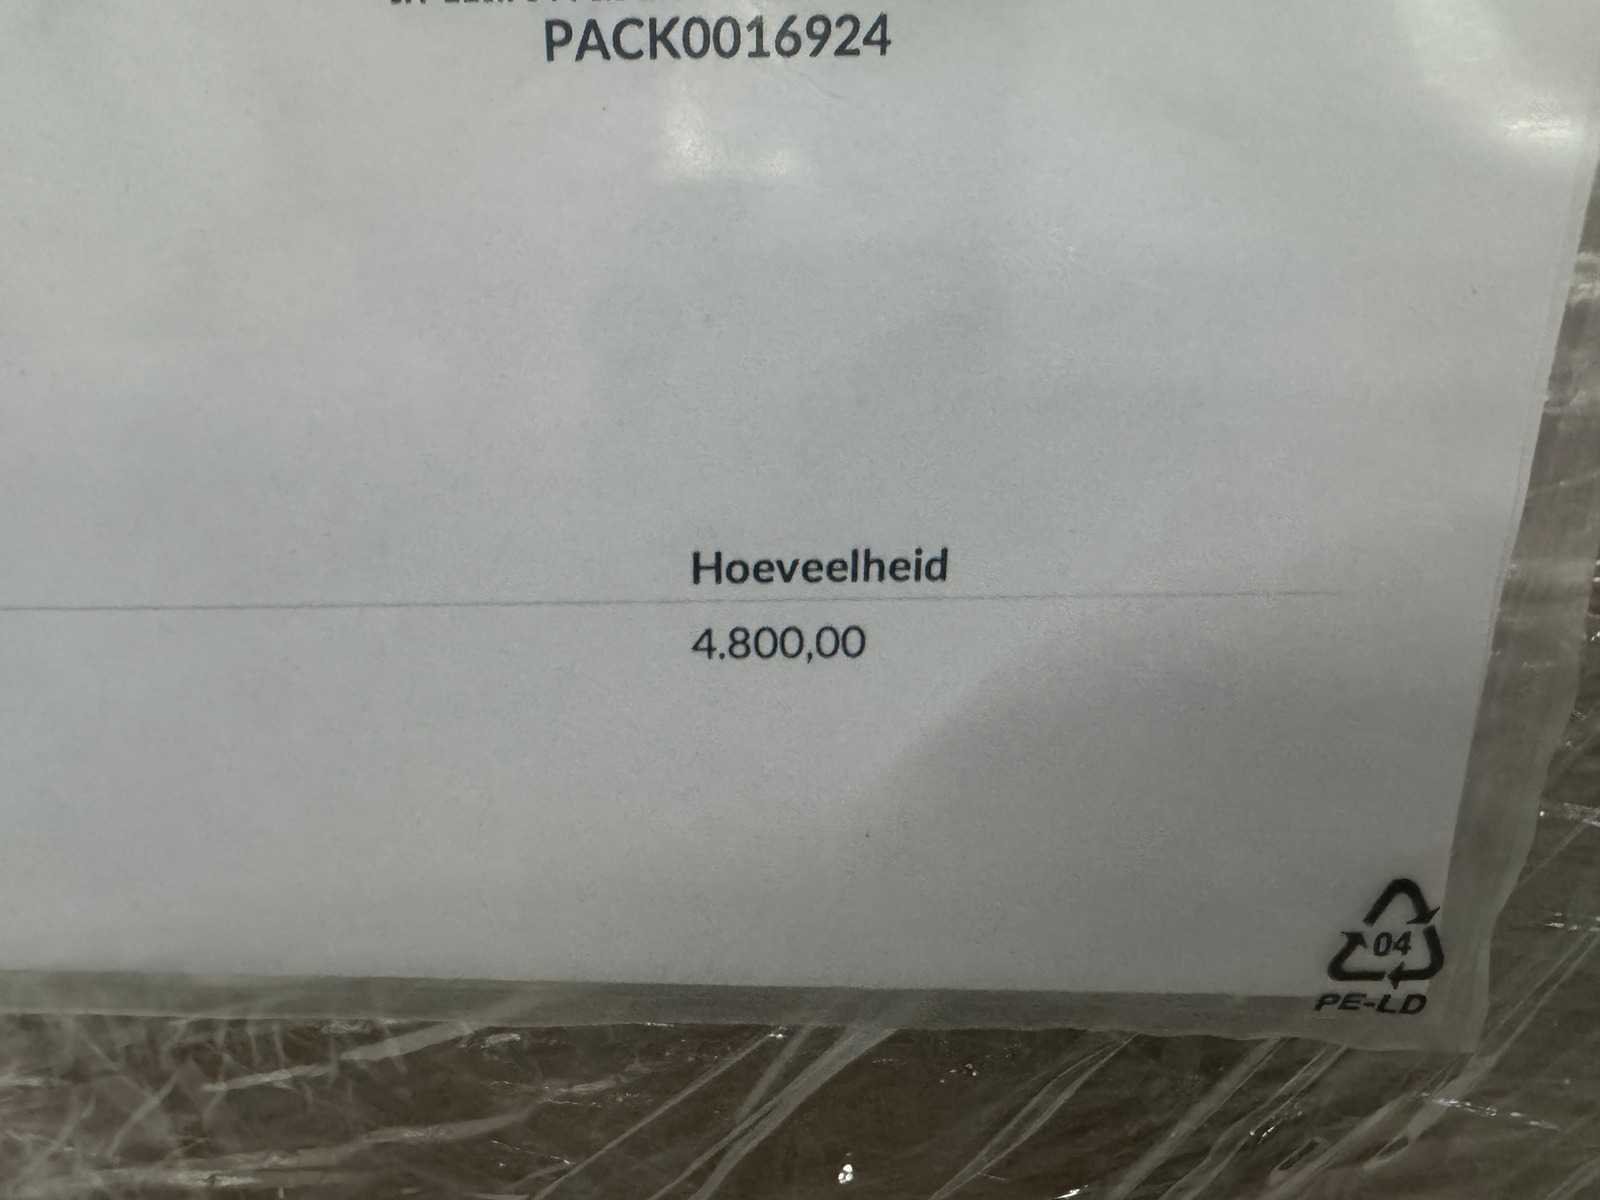 PACK0016924
Hoeveelheid
4.800,00
04
PE-LD